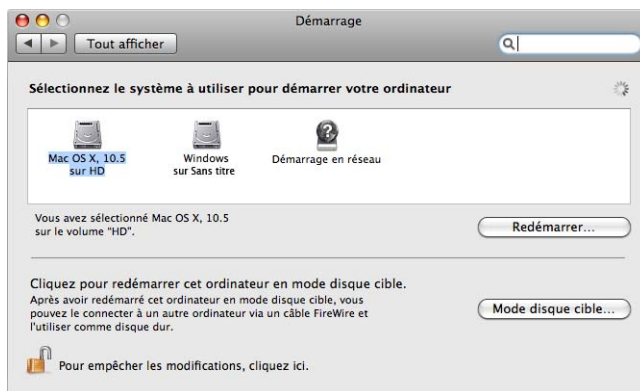 Démarrage
Tout afficher
Sélectionnez le système à utiliser pour démarrer votre ordinateur
Mac OS X, 10.5
sur HD
Windows
sur Sans titre
Démarrage en réseau
Vous avez sélectionné Mac OS X, 10.5
sur le volume "HD".
Redémarrer...
Cliquez pour redémarrer cet ordinateur en mode disque cible.
Après avoir redémarré cet ordinateur en mode disque cible, vous
pouvez le connecter à un autre ordinateur via un câble FireWire et
l'utiliser comme disque dur.
Mode disque cible...
Pour empêcher les modifications, cliquez ici.